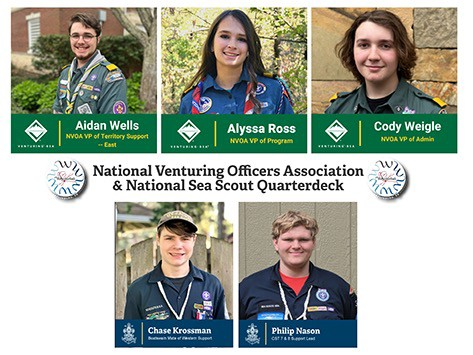 Aidan Wells
NVOA VP of Territory Support
— East
VENTURING BSA
Alyssa Ross
NVOA VP of Program
VENTURING BSA
Cody Weigle
NVOA VP of Admin
VENTURING BSA
National Venturing Officers Association
& National Sea Scout Quarterdeck
Chase Krossman
Boatswain Mate of Western Support
Philip Nason
CST 7 & 8 Support Lead